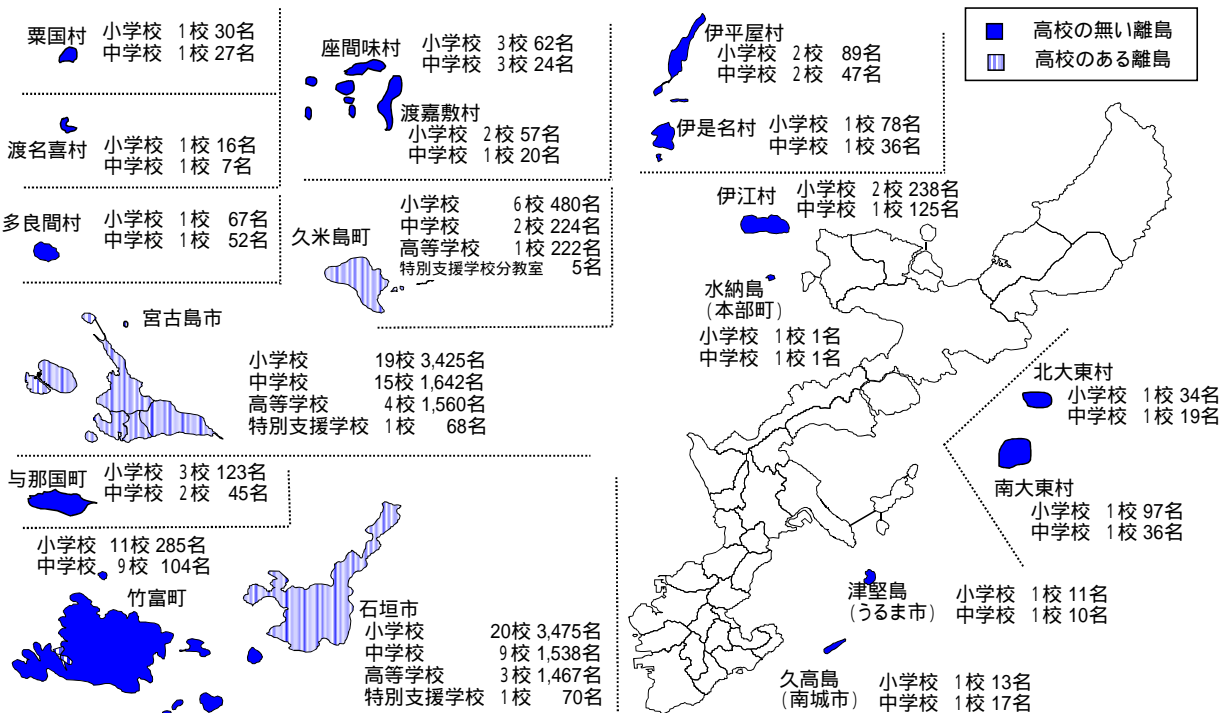 粟国村
小学校 1校 30名
中学校 1校 27名
座間味村
小学校 3校 62名
中学校 3校 24名
渡嘉敷村
小学校 2校 57名
中学校 1校 20名
伊平屋村
小学校 2校 89名
中学校 2校 47名
高校の無い離島
高校のある離島
渡名喜村
小学校 1校 16名
中学校 1校 7名
伊是名村
小学校 1校 78名
中学校 1校 36名
多良間村
小学校 1校 67名
中学校 1校 52名
久米島町
小学校 6校 480名
中学校 2校 224名
高等学校 1校 222名
特別支援学校分教室 5名
伊江村
小学校 2校 238名
中学校 1校 125名
水納島
(本部町)
小学校 1校 1名
中学校 1校 1名
宮古島市
小学校 19校 3,425名
中学校 15校 1,642名
高等学校 4校 1,560名
特別支援学校 1校 68名
北大東村
小学校 1校 34名
中学校 1校 19名
南大東村
小学校 1校 97名
中学校 1校 36名
与那国町
小学校 3校 123名
中学校 2校 45名
小学校 11校 285名
中学校 9校 104名
竹富町
石垣市
小学校 20校 3,475名
中学校 9校 1,538名
高等学校 3校 1,467名
特別支援学校 1校 70名
津堅島
(うるま市)
小学校 1校 11名
中学校 1校 10名
久高島
(南城市)
小学校 1校 13名
中学校 1校 17名